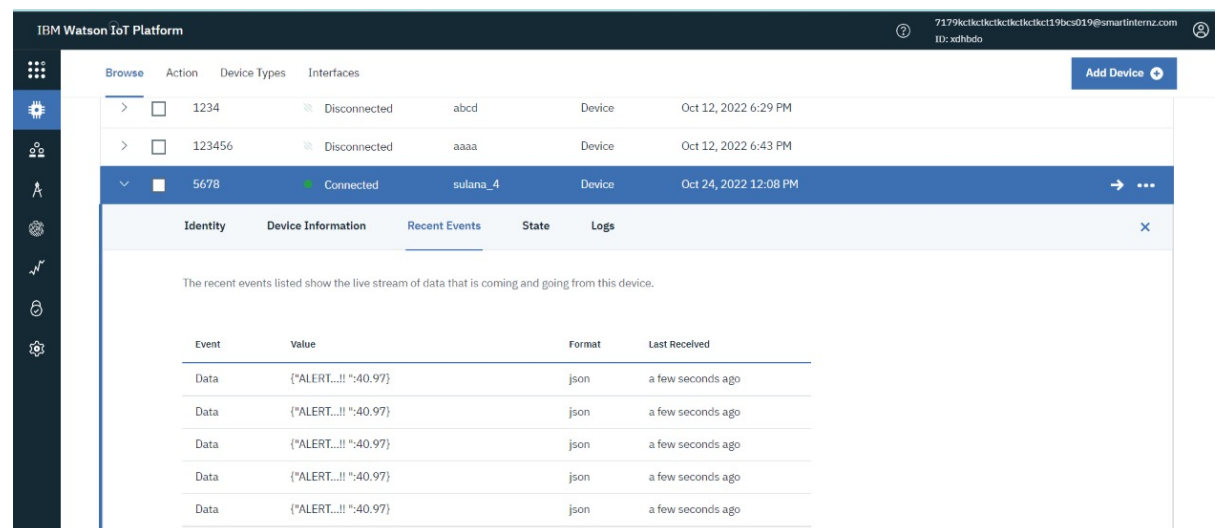 IBM Watson IoT Platform
7179kctkctkctkctkctkctkct19bcs019@smartinternz.com
ID: xdhbdo
Browse Action Device Types Interfaces
Add Device
1234 Disconnected abcd Device Oct 12, 2022 6:29 PM
123456 Disconnected aaaa Device Oct 12, 2022 6:43 PM
5678 Connected sulana_4 Device Oct 24, 2022 12:08 PM
Identity Device Information Recent Events State Logs
The recent events listed show the live stream of data that is coming and going from this device.
Event Value Format Last Received
Data {"ALERT...!! ":40.97} json a few seconds ago
Data {"ALERT...!! ":40.97} json a few seconds ago
Data {"ALERT...!! ":40.97} json a few seconds ago
Data {"ALERT...!! ":40.97} json a few seconds ago
Data {"ALERT...!! ":40.97} json a few seconds ago